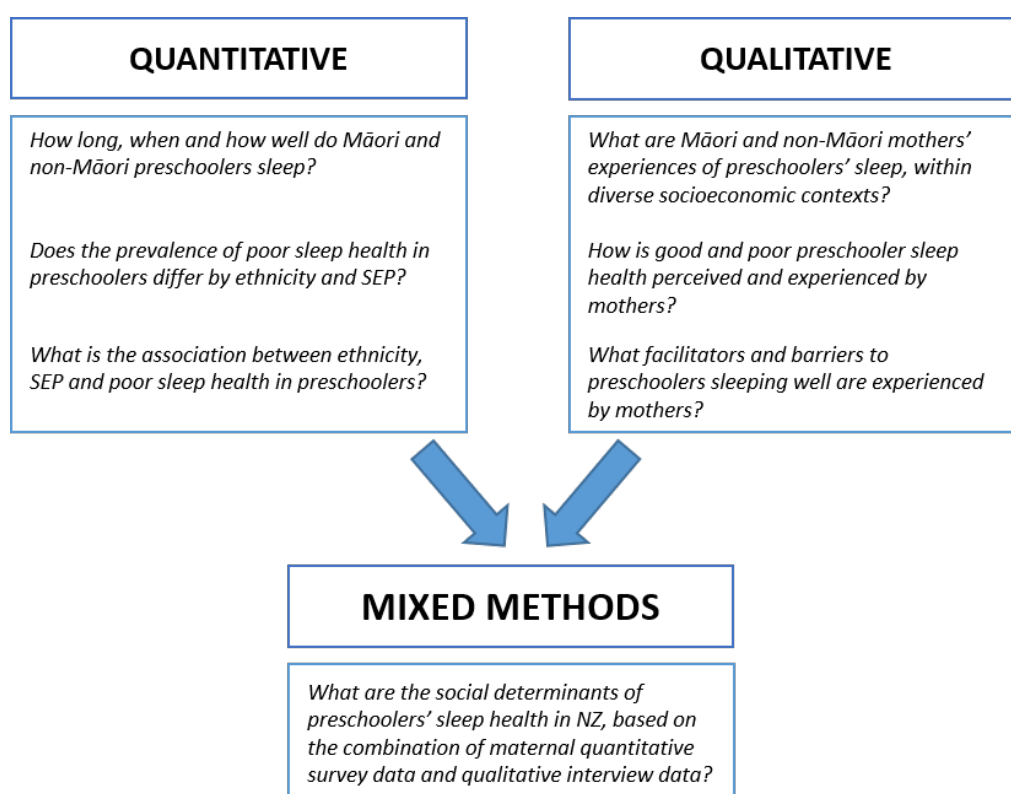 QUANTITATIVE
How long, when and how well do Māori and
non-Māori preschoolers sleep?
Does the prevalence of poor sleep health in
preschoolers differ by ethnicity and SEP?
What is the association between ethnicity,
SEP and poor sleep health in preschoolers?
QUALITATIVE
What are Māori and non-Māori mothers’
experiences of preschoolers’ sleep, within
diverse socioeconomic contexts?
How is good and poor preschooler sleep
health perceived and experienced by
mothers?
What facilitators and barriers to
preschoolers sleeping well are experienced
by mothers?
MIXED METHODS
What are the social determinants of
preschoolers’ sleep health in NZ, based on
the combination of maternal quantitative
survey data and qualitative interview data?